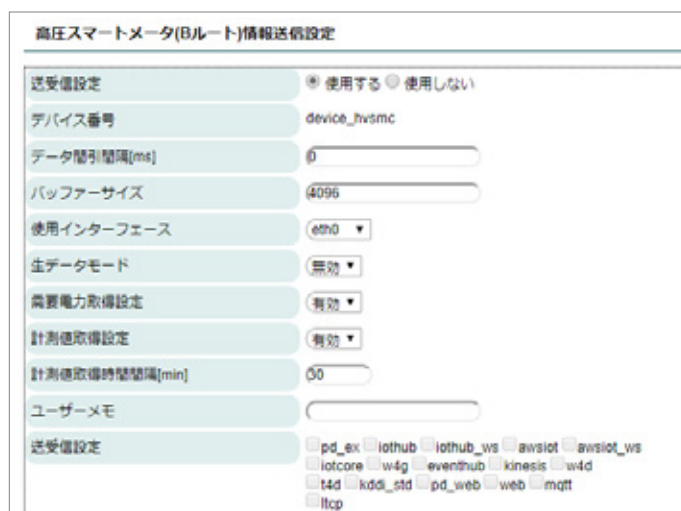 高圧スマートメータ(Bルート)情報送信設定
送受信設定 使用する 使用しない
デバイス番号 device_hvsmc
データ間引間隔[ms] 0
バッファーサイズ 4096
使用インターフェース eth0
生データモード 無効
需要電力取得設定 有効
計測値取得設定 有効
計測値取得時間間隔[min] 30
ユーザーメモ
送受信設定 pd_ex iothub iothub_ws awsiot awsiot_ws
iotcore w4g eventhub kinesis w4d
t4d kddi_std pd_web web mqtt
ltcp